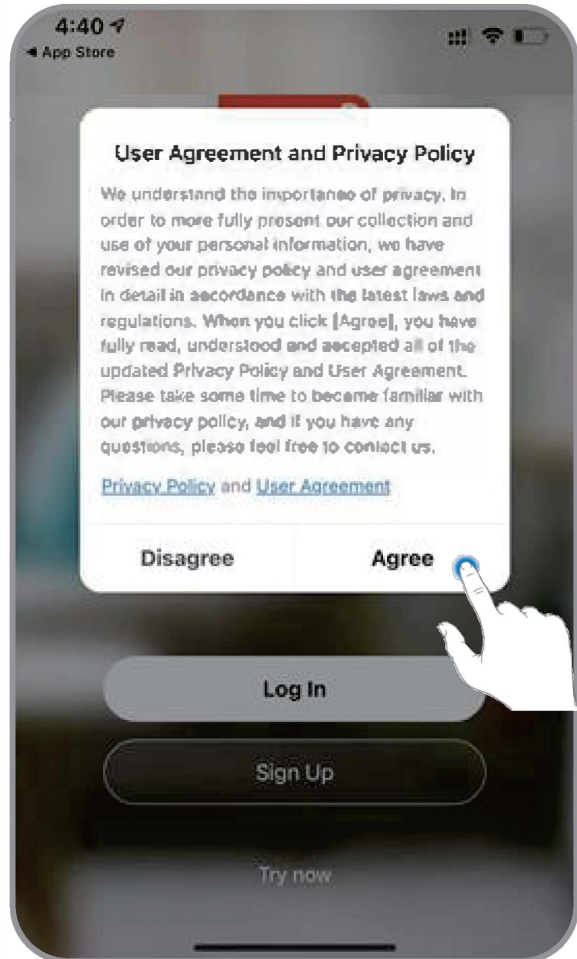 4:40
◀ App Store
User Agreement and Privacy Policy
We understand the importance of privacy. In
order to more fully present our collection and
use of your personal information, we have
revised our privacy policy and user agreement
in detail in accordance with the latest laws and
regulations. When you click [Agree], you have
fully read, understood and accepted all of the
updated Privacy Policy and User Agreement.
Please take some time to become familiar with
our privacy policy, and if you have any
questions, please feel free to contact us.
Privacy Policy and User Agreement
Disagree Agree
Log In
Sign Up
Try now